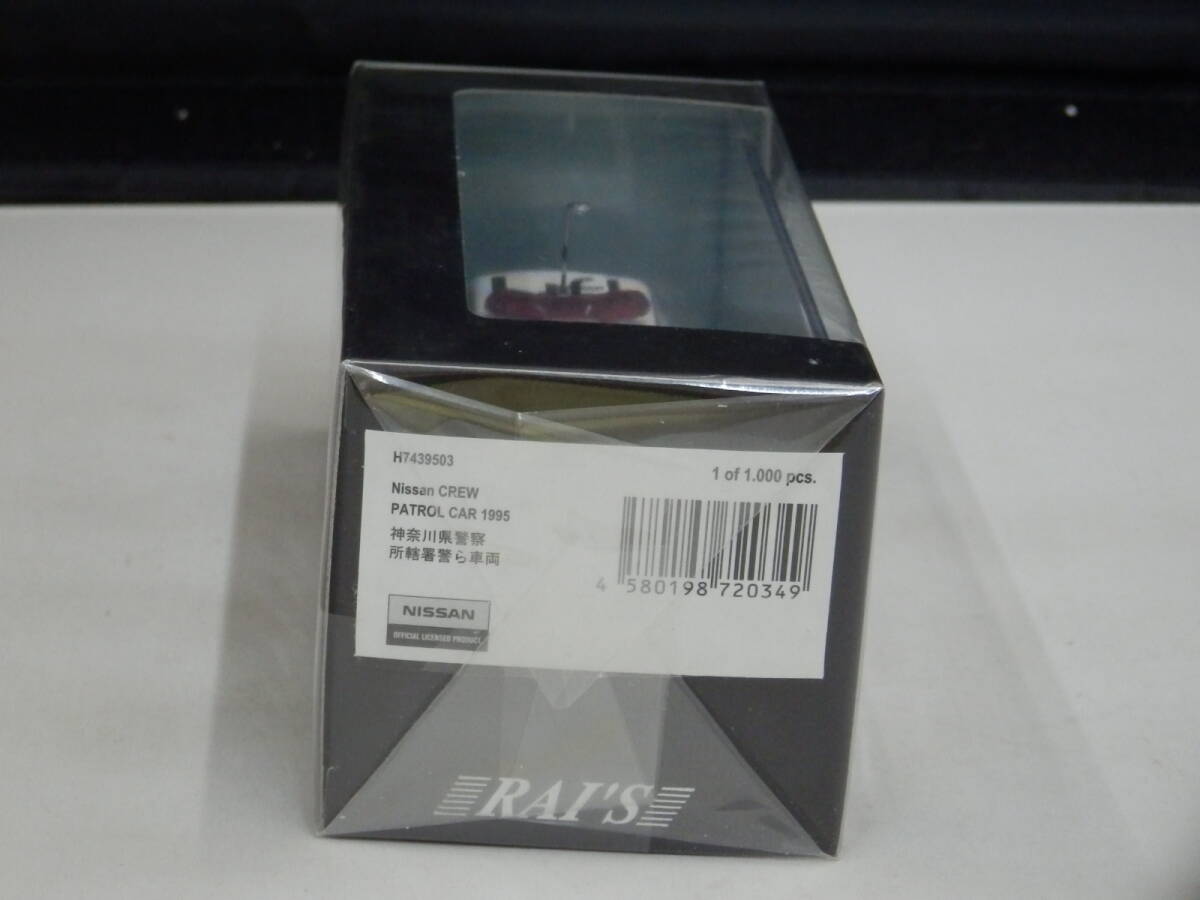 H7439503
1 of 1.000 pcs.
Nissan CREW
PATROL CAR 1995
神奈川県警察
所轄署警ら車両
4 580198 720349
NISSAN
OFFICIAL LICENSED PRODUCT
RAI'S